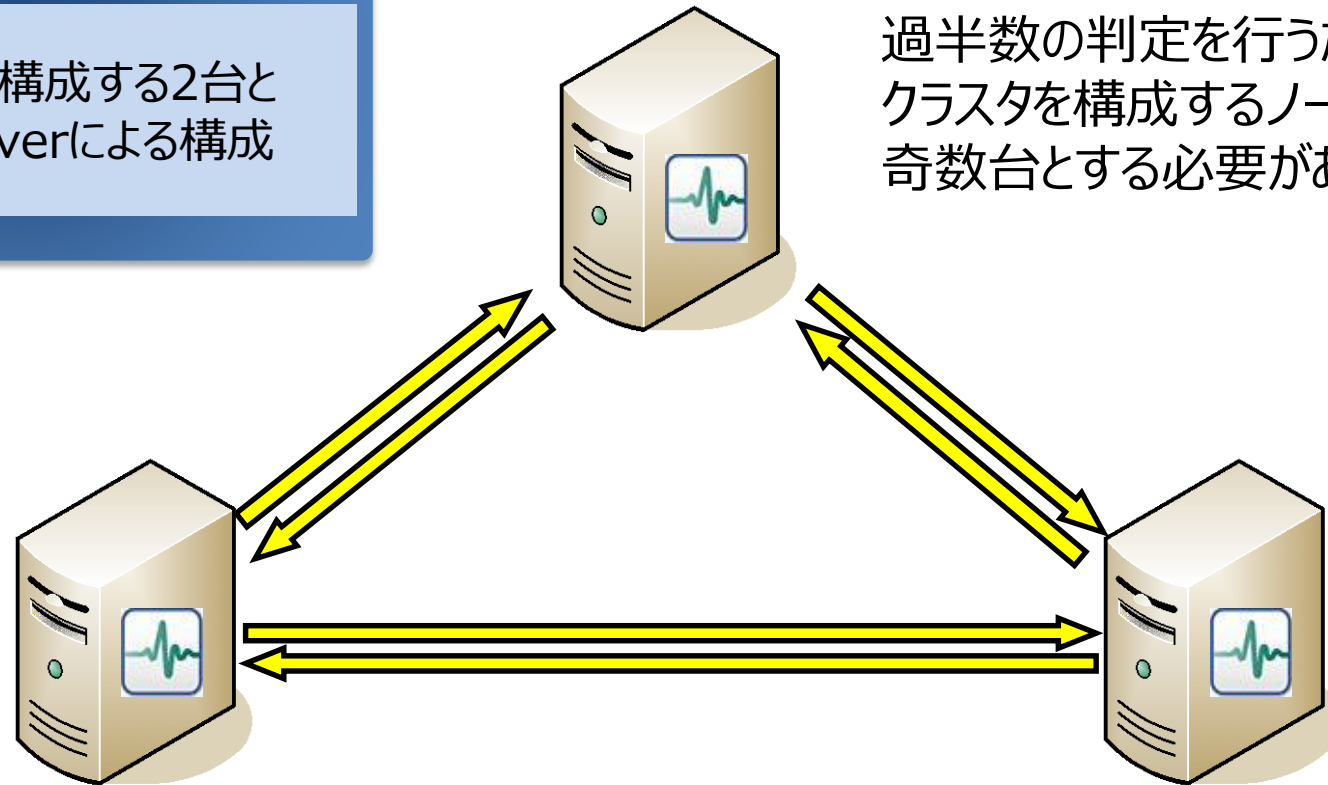 構成する2台と
verによる構成
過半数の判定を行う
クラスタを構成するノー
奇数台とする必要があ